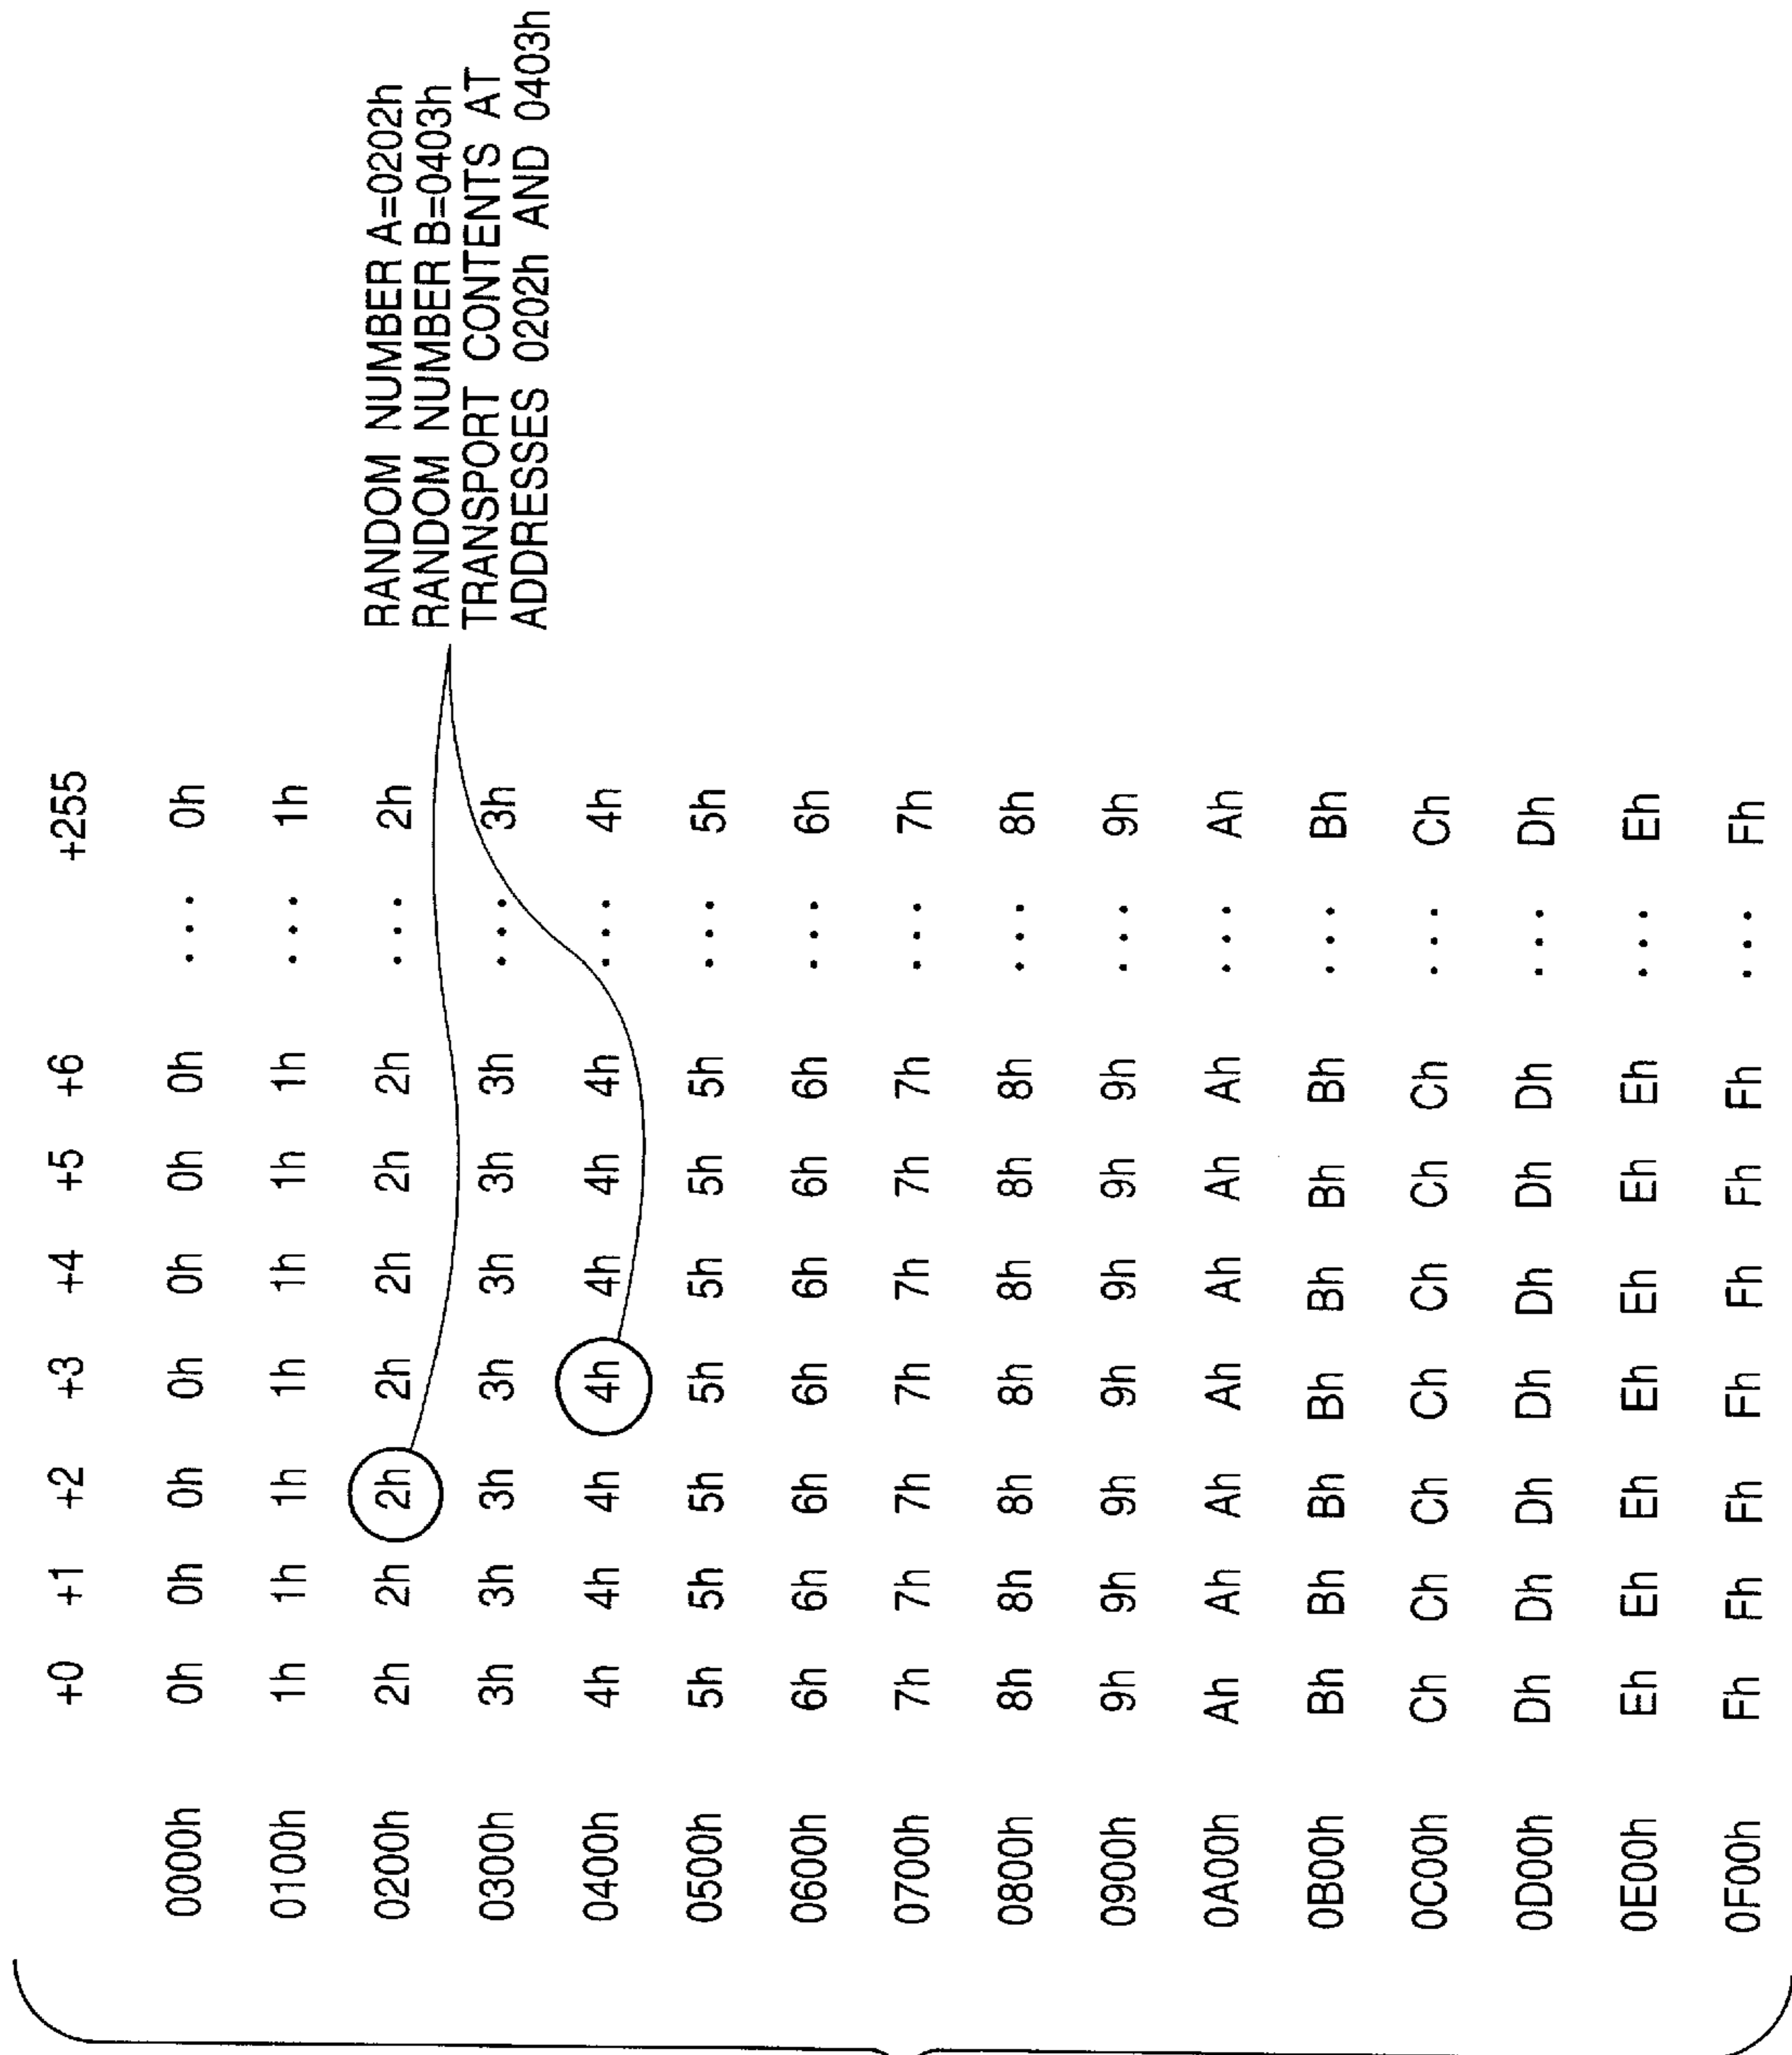 +0 +1 +2 +3 +4 +5 +6 +255
0000h 0h 0h 0h 0h 0h 0h 0h ... 0h
0100h 1h 1h 1h 1h 1h 1h 1h ... 1h
0200h 2h 2h 2h 2h 2h 2h 2h ... 2h
0300h 3h 3h 3h 3h 3h 3h 3h ... 3h
0400h 4h 4h 4h 4h 4h 4h 4h ... 4h
0500h 5h 5h 5h 5h 5h 5h 5h ... 5h
0600h 6h 6h 6h 6h 6h 6h 6h ... 6h
0700h 7h 7h 7h 7h 7h 7h 7h ... 7h
0800h 8h 8h 8h 8h 8h 8h 8h ... 8h
0900h 9h 9h 9h 9h 9h 9h 9h ... 9h
0A00h Ah Ah Ah Ah Ah Ah Ah ... Ah
0B00h Bh Bh Bh Bh Bh Bh Bh ... Bh
0C00h Ch Ch Ch Ch Ch Ch Ch ... Ch
0D00h Dh Dh Dh Dh Dh Dh Dh ... Dh
0E00h Eh Eh Eh Eh Eh Eh Eh ... Eh
0F00h Fh Fh Fh Fh Fh Fh Fh ... Fh
RANDOM NUMBER A=0202h
RANDOM NUMBER B=0403h
TRANSPORT CONTENTS AT
ADDRESSES 0202h AND 0403h